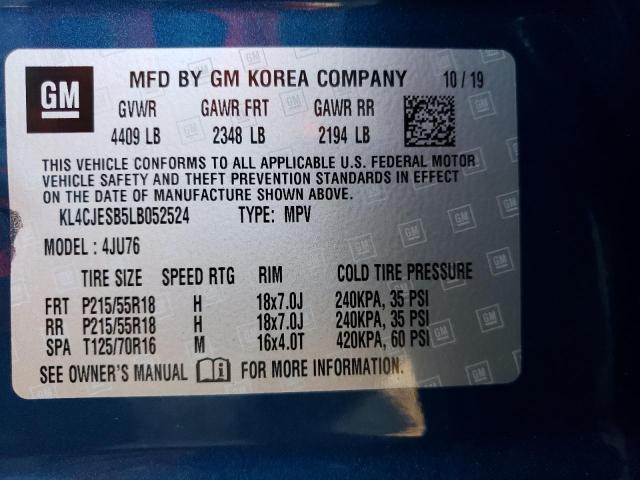 GM MFD BY GM KOREA COMPANY 10 / 19
GVWR GAWR FRT GAWR RR
4409 LB 2348 LB 2194 LB
THIS VEHICLE CONFORMS TO ALL APPLICABLE U.S. FEDERAL MOTOR
VEHICLE SAFETY AND THEFT PREVENTION STANDARDS IN EFFECT
ON THE DATE OF MANUFACTURE SHOWN ABOVE.
KL4CJESB5LB052524 TYPE: MPV
MODEL : 4JU76
TIRE SIZE SPEED RTG RIM COLD TIRE PRESSURE
FRT P215/55R18 H 18x7.0J 240KPA, 35 PSI
RR P215/55R18 H 18x7.0J 240KPA, 35 PSI
SPA T125/70R16 M 16x4.0T 420KPA, 60 PSI
SEE OWNER'S MANUAL FOR MORE INFORMATION.